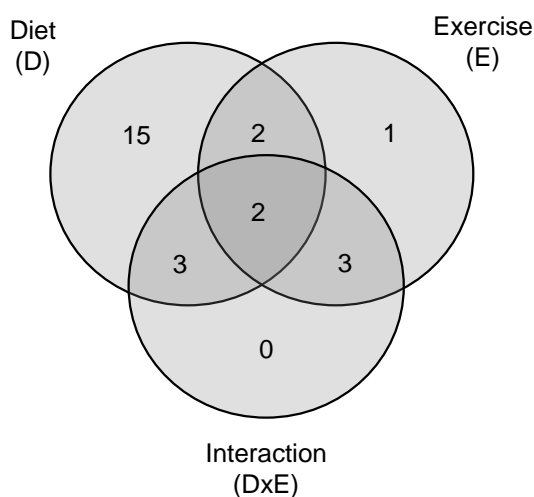 Diet
(D)
Exercise
(E)
15
2
1
2
3
3
0
Interaction
(DxE)